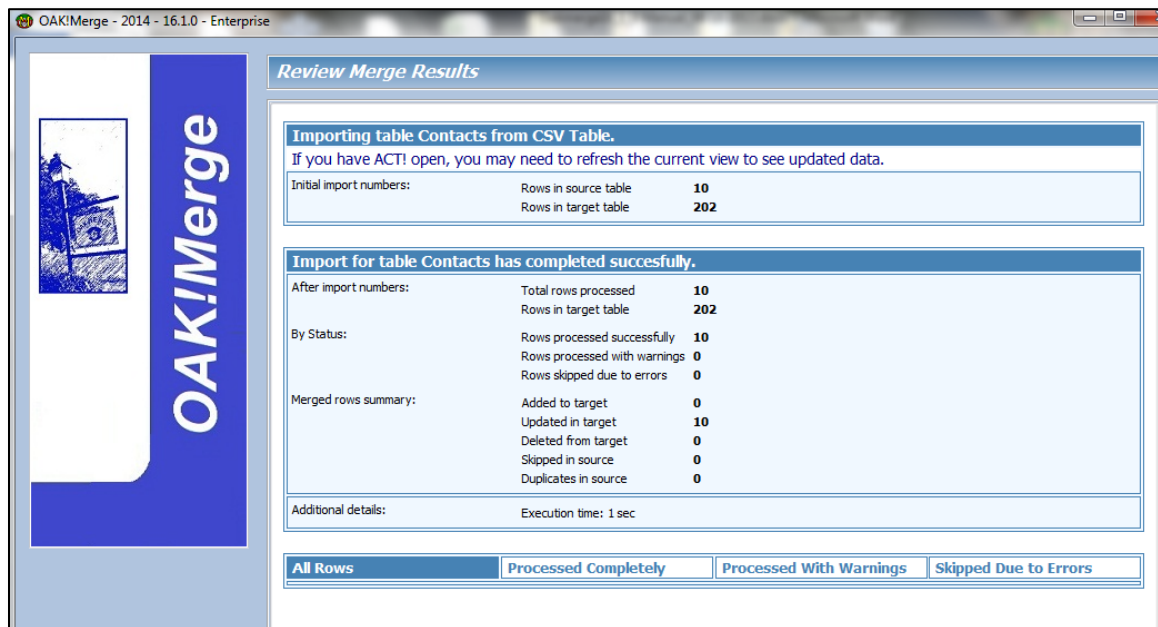 OAK!Merge - 2014 - 16.1.0 - Enterprise
OAK!Merge
Review Merge Results
Importing table Contacts from CSV Table.
If you have ACT! open, you may need to refresh the current view to see updated data.
Initial import numbers: Rows in source table 10
Rows in target table 202
Import for table Contacts has completed succesfully.
After import numbers: Total rows processed 10
Rows in target table 202
By Status: Rows processed successfully 10
Rows processed with warnings 0
Rows skipped due to errors 0
Merged rows summary: Added to target 0
Updated in target 10
Deleted from target 0
Skipped in source 0
Duplicates in source 0
Additional details: Execution time: 1 sec
All Rows Processed Completely Processed With Warnings Skipped Due to Errors